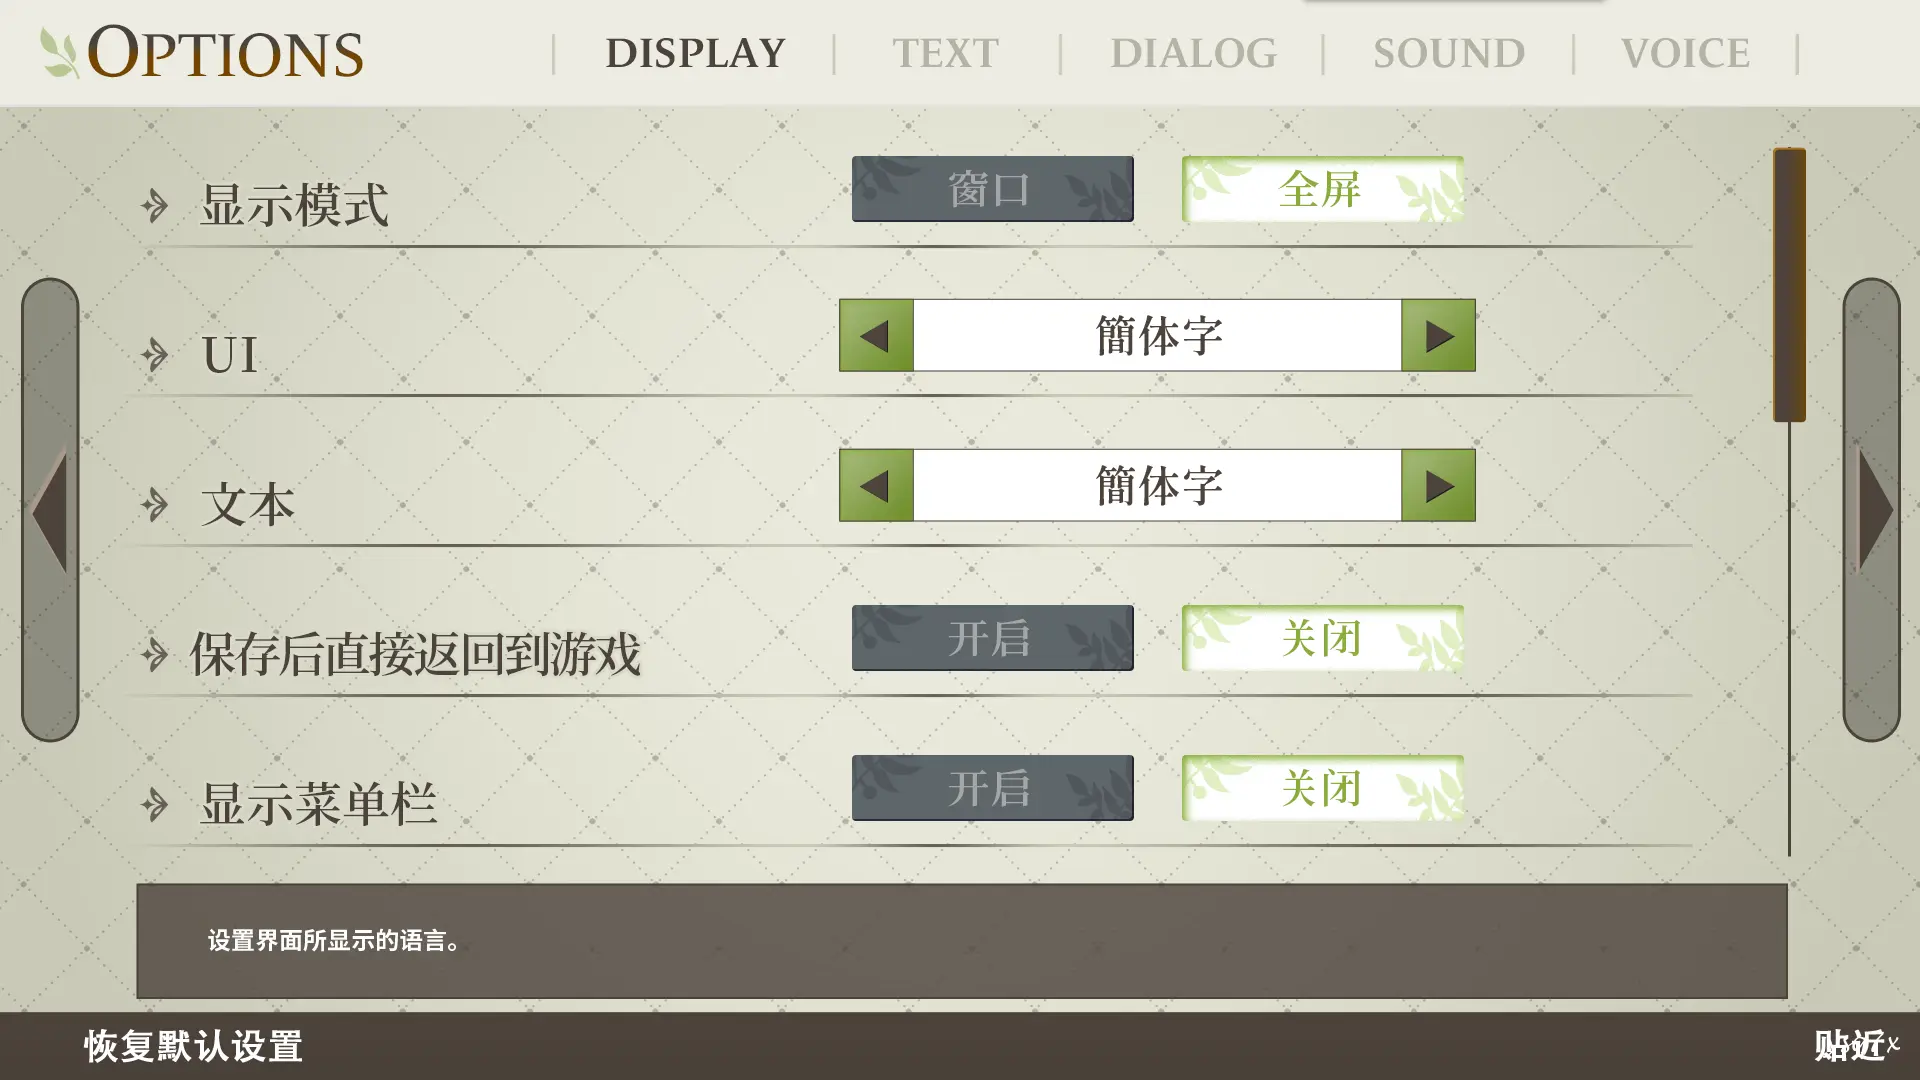 OPTIONS
DISPLAY
TEXT
DIALOG
SOUND
VOICE
显示模式
窗口
全屏
UI
簡体字
文本
簡体字
保存后直接返回到游戏
开启
关闭
显示菜单栏
开启
关闭
设置界面所显示的语言。
恢复默认设置
贴近